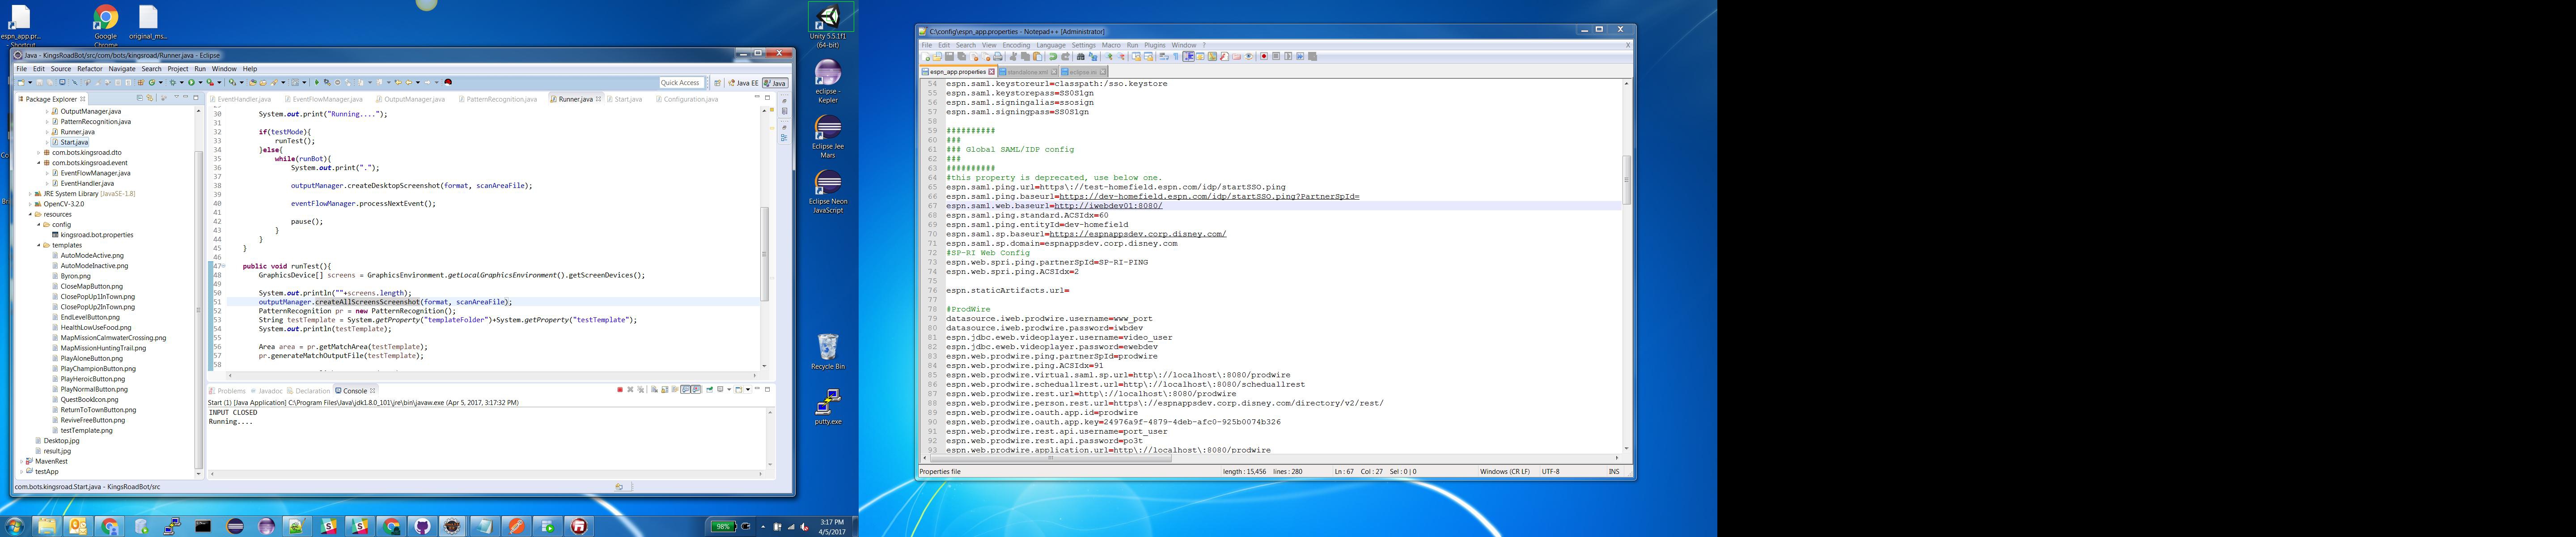 espn_app.pr...
- Shortcut
Google
Chrome
original_ms...
Java - KingsRoadBot/src/com/bots/kingsroad/Runner.java - Eclipse
File Edit Source Refactor Navigate Search Project Run Window Help
Quick Access
Java EE
Java
Package Explorer
OutputManager.java
PatternRecognition.java
Runner.java
Start.java
com.bots.kingsroad.dto
com.bots.kingsroad.event
EventFlowManager.java
EventHandler.java
JRE System Library [JavaSE-1.8]
OpenCV-3.2.0
resources
config
kingsroad.bot.properties
templates
AutoModeActive.png
AutoModeInactive.png
Byron.png
CloseMapButton.png
ClosePopUp1InTown.png
ClosePopUp2InTown.png
EndLevelButton.png
HealthLowUseFood.png
MapMissionCalmwaterCrossing.png
MapMissionHuntingTrail.png
PlayAloneButton.png
PlayChampionButton.png
PlayHeroicButton.png
PlayNormalButton.png
QuestBookIcon.png
ReturnToTownButton.png
ReviveFreeButton.png
testTemplate.png
Desktop.jpg
result.jpg
MavenRest
testApp
EventHandler.java EventFlowManager.java OutputManager.java PatternRecognition.java Runner.java Start.java Configuration.java
30 System.out.print("Running....");
31
32 if(testMode){
33 runTest();
34 }else{
35 while(runBot){
36 System.out.print(".");
37
38 outputManager.createDesktopScreenshot(format, scanAreaFile);
39
40 eventFlowManager.processNextEvent();
41
42 pause();
43 }
44 }
45 }
46
47 public void runTest(){
48 GraphicsDevice[] screens = GraphicsEnvironment.getLocalGraphicsEnvironment().getScreenDevices();
49
50 System.out.println(""+screens.length);
51 outputManager.createAllScreensScreenshot(format, scanAreaFile);
52 PatternRecognition pr = new PatternRecognition();
53 String testTemplate = System.getProperty("templateFolder")+System.getProperty("testTemplate");
54 System.out.println(testTemplate);
55
56 Area area = pr.getMatchArea(testTemplate);
57 pr.generateMatchOutputFile(testTemplate);
58
Problems Javadoc Declaration Console
Start (1) [Java Application] C:\Program Files\Java\jdk1.8.0_101\jre\bin\javaw.exe (Apr 5, 2017, 3:17:32 PM)
INPUT CLOSED
Running....
com.bots.kingsroad.Start.java - KingsRoadBot/src
98%
3:17 PM
4/5/2017
Unity 5.5.1f1
(64-bit)
eclipse -
Kepler
Eclipse Jee
Mars
Eclipse Neon
JavaScript
Recycle Bin
putty.exe
C:\config\espn_app.properties - Notepad++ [Administrator]
File Edit Search View Encoding Language Settings Macro Run Plugins Window ?
X
espn_app.properties standalone.xml eclipse.ini
54 espn.saml.keystoreurl=classpath:/sso.keystore
55 espn.saml.keystorepass=SS0S1gn
56 espn.saml.signingalias=ssosign
57 espn.saml.signingpass=SS0S1gn
58
59 ##########
60 ###
61 ### Global SAML/IDP config
62 ###
63 ##########
64 #this property is deprecated, use below one.
65 espn.saml.ping.url=https\://test-homefield.espn.com/idp/startSSO.ping
66 espn.saml.ping.baseurl=https://dev-homefield.espn.com/idp/startSSO.ping?PartnerSpId=
67 espn.saml.web.baseurl=http://iwebdev01:8080/
68 espn.saml.ping.standard.ACSIdx=60
69 espn.saml.ping.entityId=dev-homefield
70 espn.saml.sp.baseurl=https://espnappsdev.corp.disney.com/
71 espn.saml.sp.domain=espnappsdev.corp.disney.com
72 #SP-RI Web Config
73 espn.web.spri.ping.partnerSpId=SP-RI-PING
74 espn.web.spri.ping.ACSIdx=2
75
76 espn.staticArtifacts.url=
77
78 #ProdWire
79 datasource.iweb.prodwire.username=www_port
80 datasource.iweb.prodwire.password=iwbdev
81 espn.jdbc.eweb.videoplayer.username=video_user
82 espn.jdbc.eweb.videoplayer.password=ewebdev
83 espn.web.prodwire.ping.partnerSpId=prodwire
84 espn.web.prodwire.ping.ACSIdx=91
85 espn.web.prodwire.virtual.saml.sp.url=http\://localhost\:8080/prodwire
86 espn.web.prodwire.scheduallrest.url=http\://localhost\:8080/scheduallrest
87 espn.web.prodwire.rest.url=http\://localhost\:8080/prodwire
88 espn.web.prodwire.person.rest.url=https\://espnappsdev.corp.disney.com/directory/v2/rest/
89 espn.web.prodwire.oauth.app.id=prodwire
90 espn.web.prodwire.oauth.app.key=24976a9f-4879-4deb-afc0-925b0074b326
91 espn.web.prodwire.rest.api.username=port_user
92 espn.web.prodwire.rest.api.password=po3t
93 espn.web.prodwire.application.url=http\://localhost\:8080/prodwire
Properties file length : 15,456 lines : 280 Ln : 67 Col : 27 Sel : 0 | 0 Windows (CR LF) UTF-8 INS